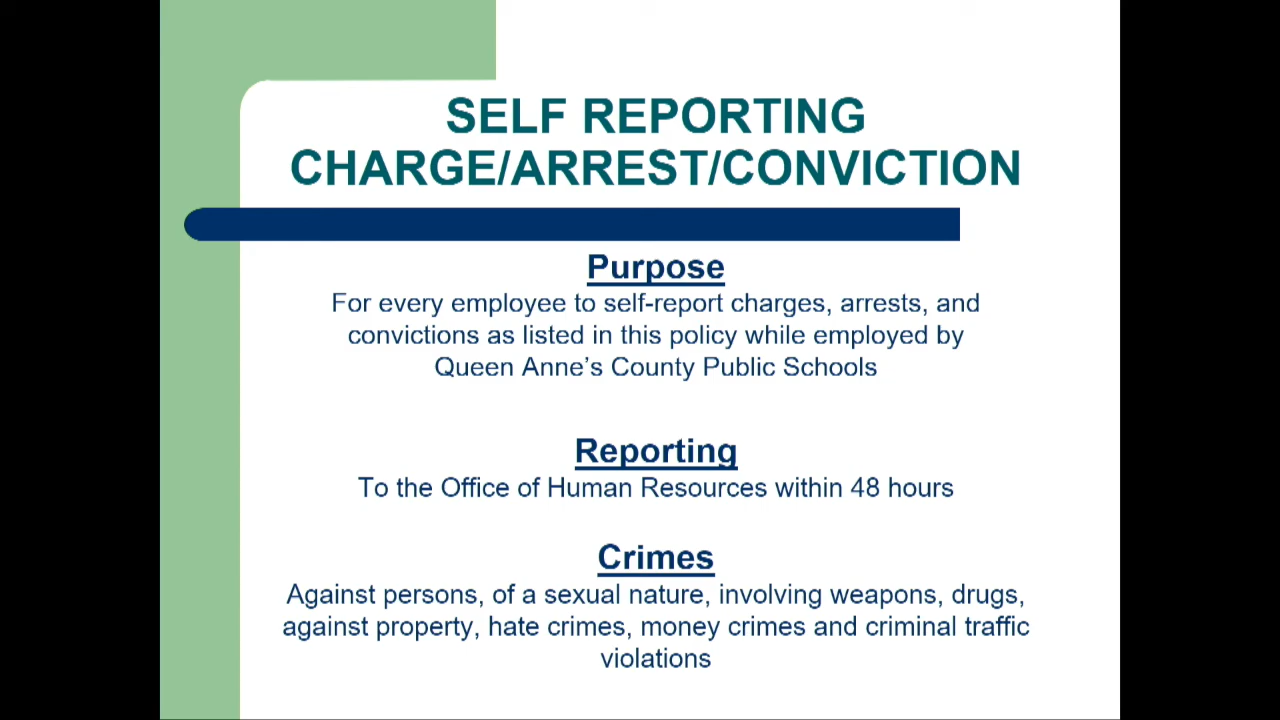 SELF REPORTING
CHARGE/ARREST/CONVICTION
Purpose
For every employee to self-report charges, arrests, and
convictions as listed in this policy while employed by
Queen Anne’s County Public Schools
Reporting
To the Office of Human Resources within 48 hours
Crimes
Against persons, of a sexual nature, involving weapons, drugs,
against property, hate crimes, money crimes and criminal traffic
violations